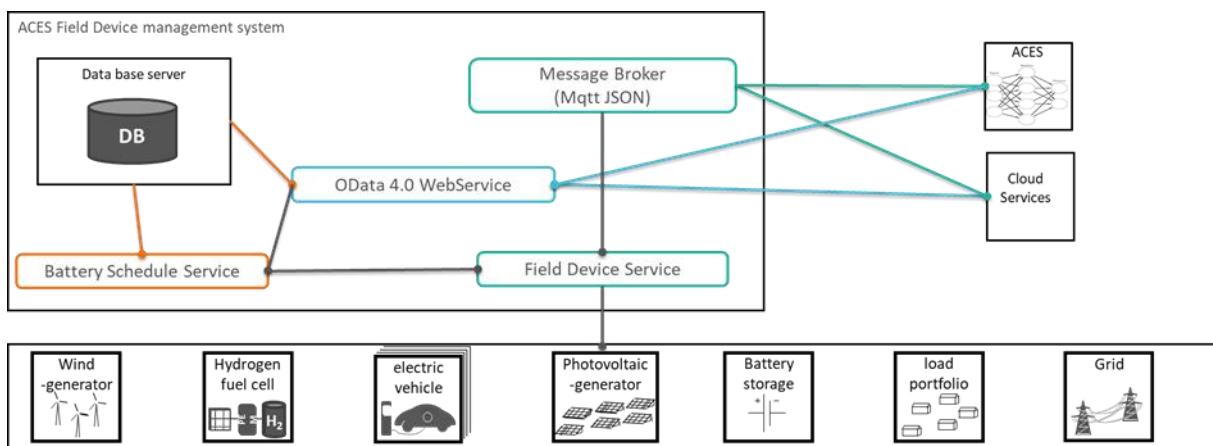 ACES Field Device management system
Data base server
DB
Message Broker
(Mqtt JSON)
OData 4.0 WebService
Battery Schedule Service
Field Device Service
ACES
Cloud
Services
Wind
-generator
Hydrogen
fuel cell
H2
electric
vehicle
Photovoltaic
-generator
Battery
storage
+ −
load
portfolio
Grid